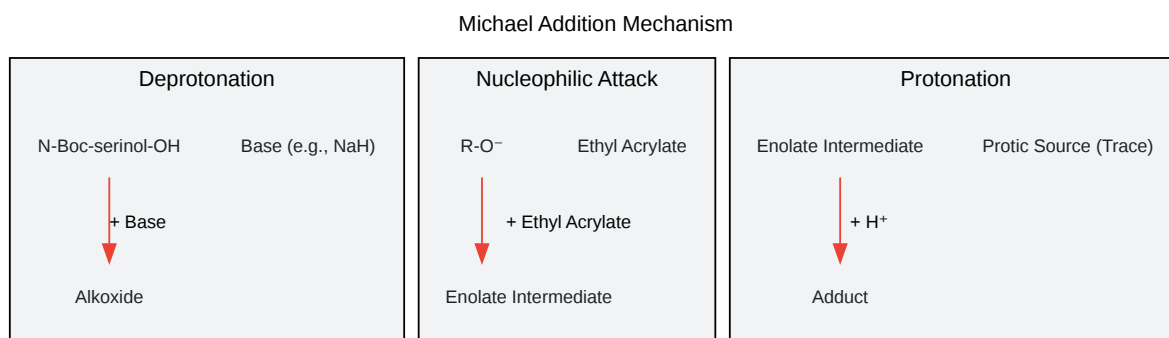 Michael Addition Mechanism
Deprotonation
N-Boc-serinol-OH
Base (e.g., NaH)
+ Base
Alkoxide
Nucleophilic Attack
R-O⁻
Ethyl Acrylate
+ Ethyl Acrylate
Enolate Intermediate
Protonation
Enolate Intermediate
Protic Source (Trace)
+ H⁺
Adduct